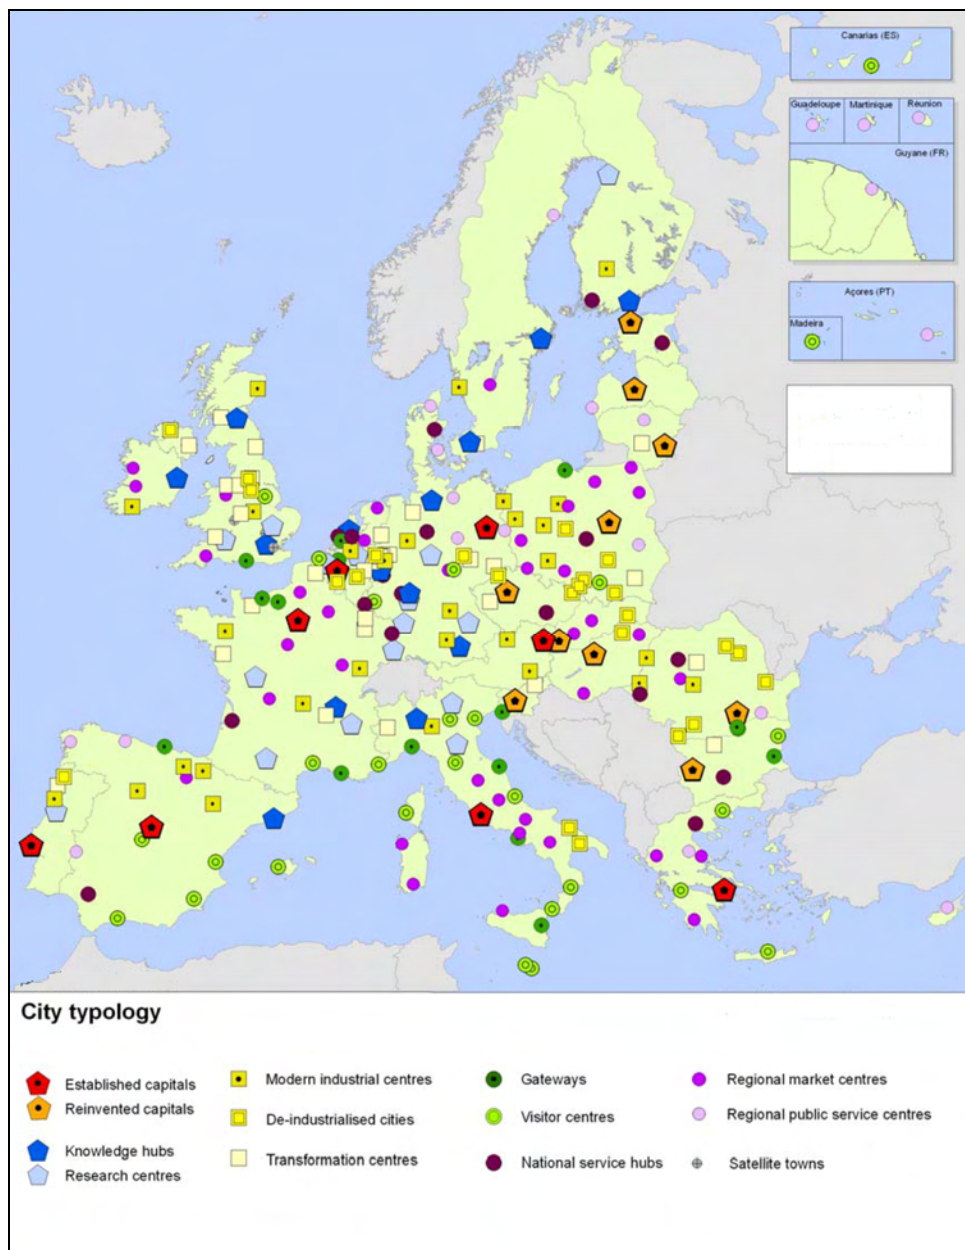 Canarias (ES)
Guadeloupe
Martinique
Réunion
Guyane (FR)
Açores (PT)
Madeira
City typology
Established capitals
Reinvented capitals
Knowledge hubs
Research centres
Modern industrial centres
De-industrialised cities
Transformation centres
Gateways
Visitor centres
National service hubs
Regional market centres
Regional public service centres
Satellite towns